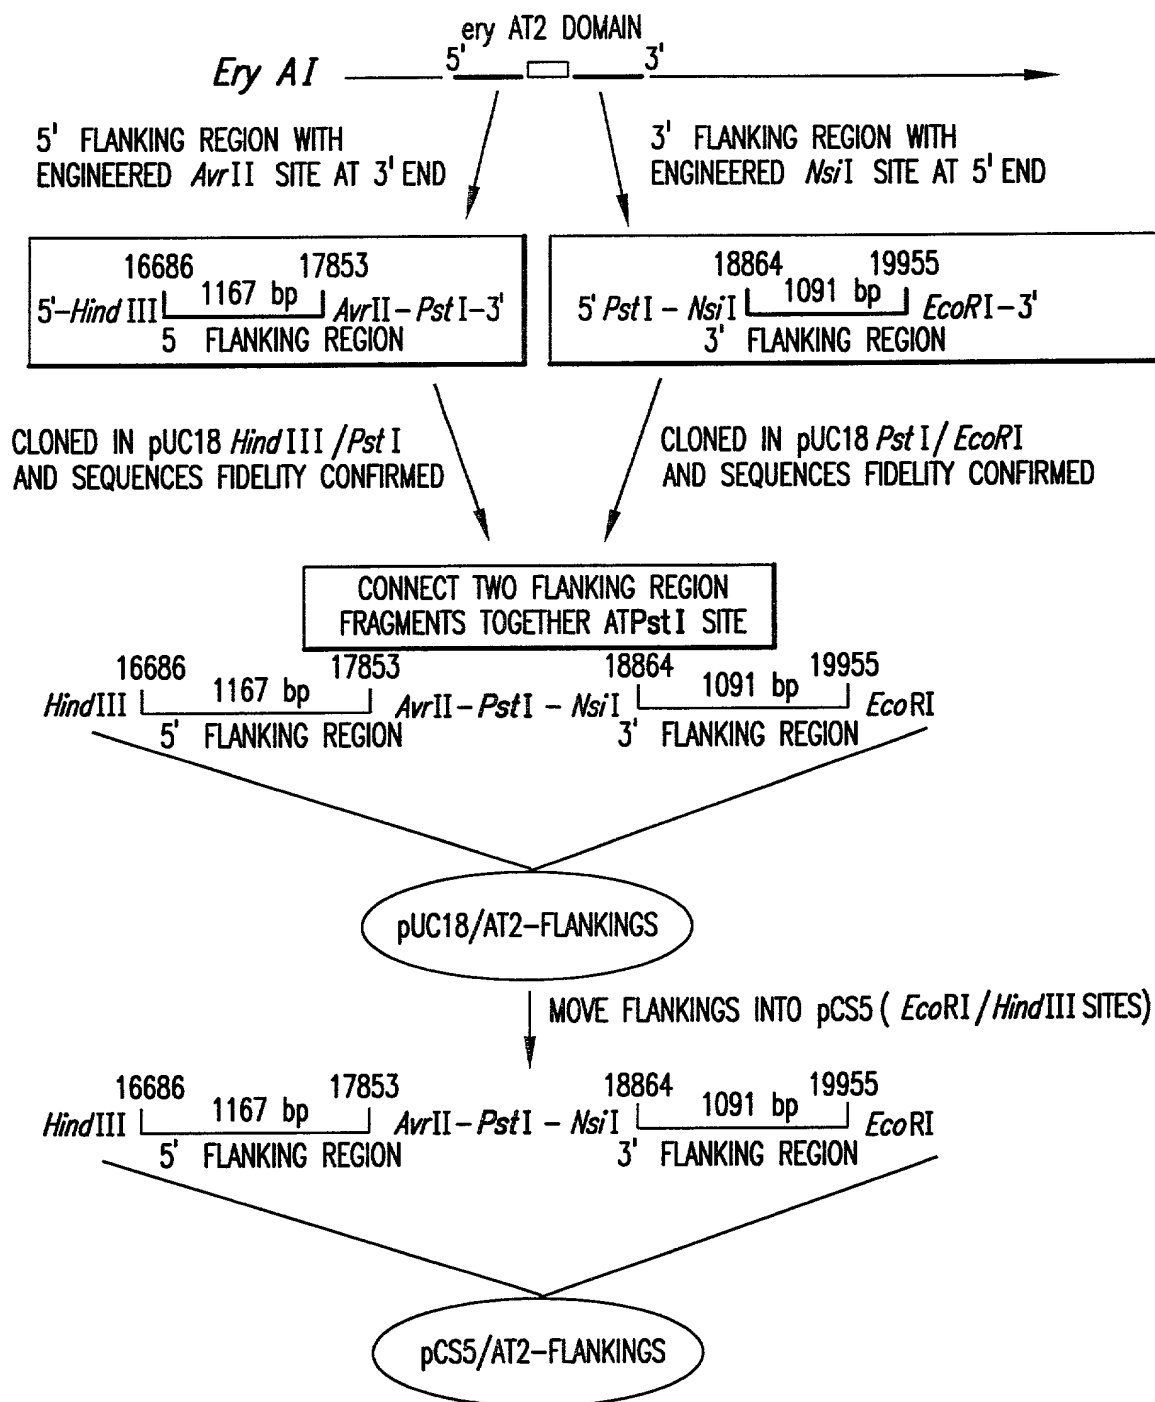 ery AT2 DOMAIN
5' 3'
Ery AI
5' FLANKING REGION WITH
ENGINEERED AvrII SITE AT 3' END
3' FLANKING REGION WITH
ENGINEERED NsiI SITE AT 5' END
16686 17853
1167 bp
5'-Hind III AvrII-PstI-3'
5 FLANKING REGION
18864 19955
1091 bp
5' PstI - NsiI EcoRI-3'
3' FLANKING REGION
CLONED IN pUC18 HindIII/PstI
AND SEQUENCES FIDELITY CONFIRMED
CLONED IN pUC18 PstI/EcoRI
AND SEQUENCES FIDELITY CONFIRMED
CONNECT TWO FLANKING REGION
FRAGMENTS TOGETHER ATPstI SITE
16686 17853 18864 19955
1167 bp 1091 bp
HindIII AvrII-PstI - NsiI EcoRI
5' FLANKING REGION 3' FLANKING REGION
pUC18/AT2-FLANKINGS
MOVE FLANKINGS INTO pCS5 ( EcoRI/HindIII SITES)
16686 17853 18864 19955
1167 bp 1091 bp
HindIII AvrII-PstI - NsiI EcoRI
5' FLANKING REGION 3' FLANKING REGION
pCS5/AT2-FLANKINGS